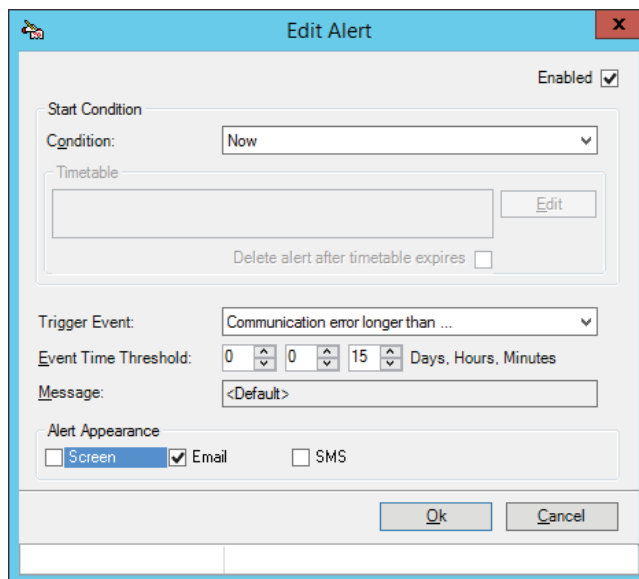 Edit Alert
x
Enabled
Start Condition
Condition: Now
Timetable
Edit
Delete alert after timetable expires
Trigger Event: Communication error longer than ...
Event Time Threshold: 0 0 15 Days, Hours, Minutes
Message: <Default>
Alert Appearance
Screen Email SMS
Ok Cancel